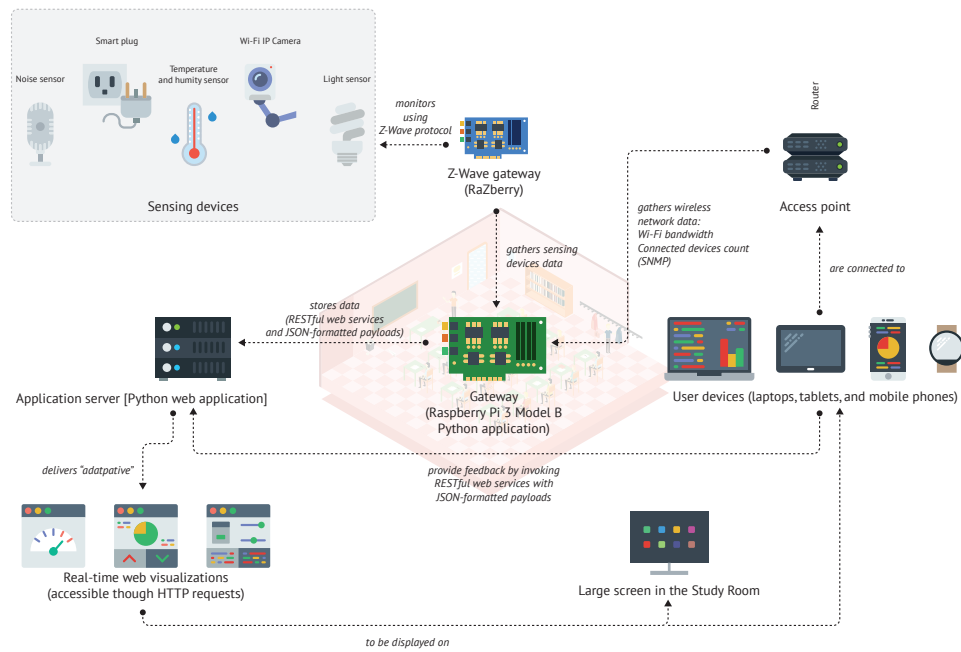 Smart plug
Wi-Fi IP Camera
Noise sensor
Temperature
and humity sensor
Light sensor
Sensing devices
monitors
using
Z-Wave protocol
Z-Wave gateway
(RaZberry)
Router
Access point
gathers sensing
devices data
gathers wireless
network data:
Wi-Fi bandwidth
Connected devices count
(SNMP)
are connected to
stores data
(RESTful web services
and JSON-formatted payloads)
Application server [Python web application]
Gateway
(Raspberry Pi 3 Model B
Python application)
User devices (laptops, tablets, and mobile phones)
delivers “adatpative”
provide feedback by invoking
RESTful web services with
JSON-formatted payloads
Real-time web visualizations
(accessible though HTTP requests)
Large screen in the Study Room
to be displayed on